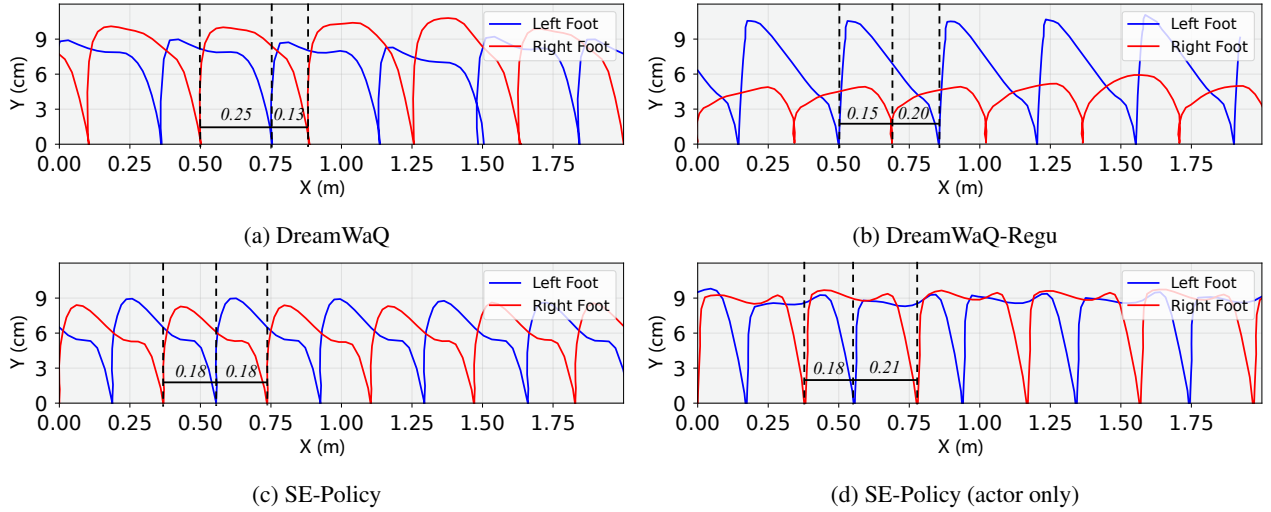 Left Foot
Right Foot
Y (cm)
9
6
3
0
0.25
0.13
0.00 0.25 0.50 0.75 1.00 1.25 1.50 1.75
X (m)
(a) DreamWaQ
Left Foot
Right Foot
Y (cm)
9
6
3
0
0.15
0.20
0.00 0.25 0.50 0.75 1.00 1.25 1.50 1.75
X (m)
(b) DreamWaQ-Regu
Left Foot
Right Foot
Y (cm)
9
6
3
0
0.18
0.18
0.00 0.25 0.50 0.75 1.00 1.25 1.50 1.75
X (m)
(c) SE-Policy
Left Foot
Right Foot
Y (cm)
9
6
3
0
0.18
0.21
0.00 0.25 0.50 0.75 1.00 1.25 1.50 1.75
X (m)
(d) SE-Policy (actor only)